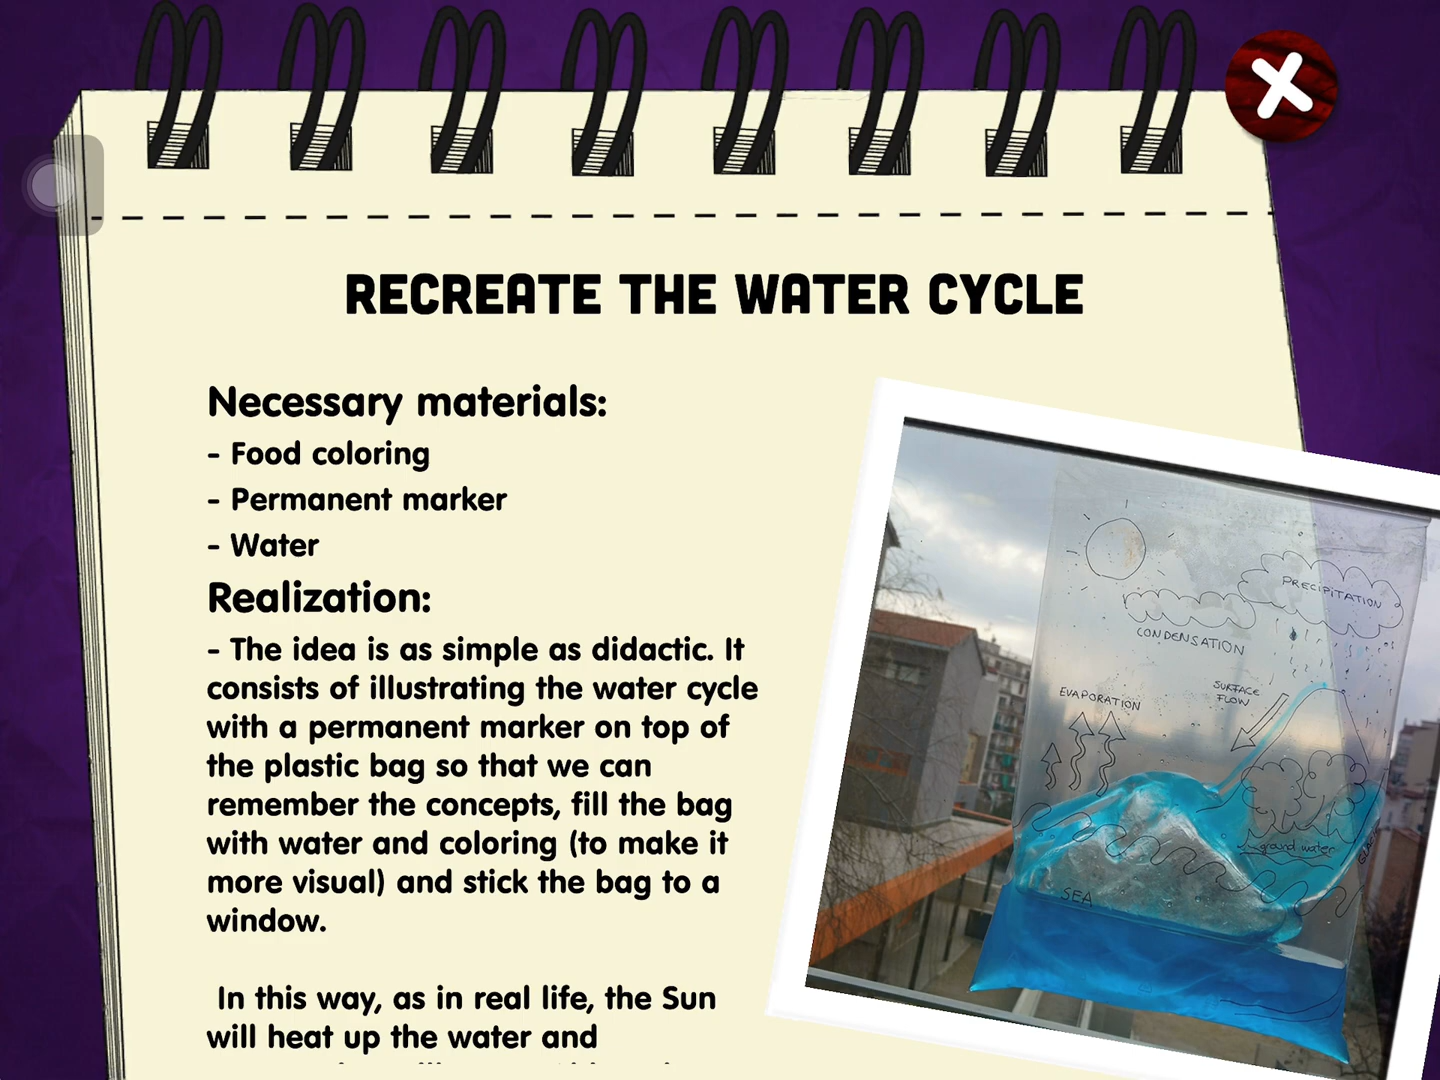 RECREATE THE WATER CYCLE
Necessary materials:
- Food coloring
- Permanent marker
- Water
Realization:
- The idea is as simple as didactic. It
consists of illustrating the water cycle
with a permanent marker on top of
the plastic bag so that we can
remember the concepts, fill the bag
with water and coloring (to make it
more visual) and stick the bag to a
window.
In this way, as in real life, the Sun
will heat up the water and
PRECIPITATION
CONDENSATION
SURFACE
FLOW
EVAPORATION
ground water
SEA